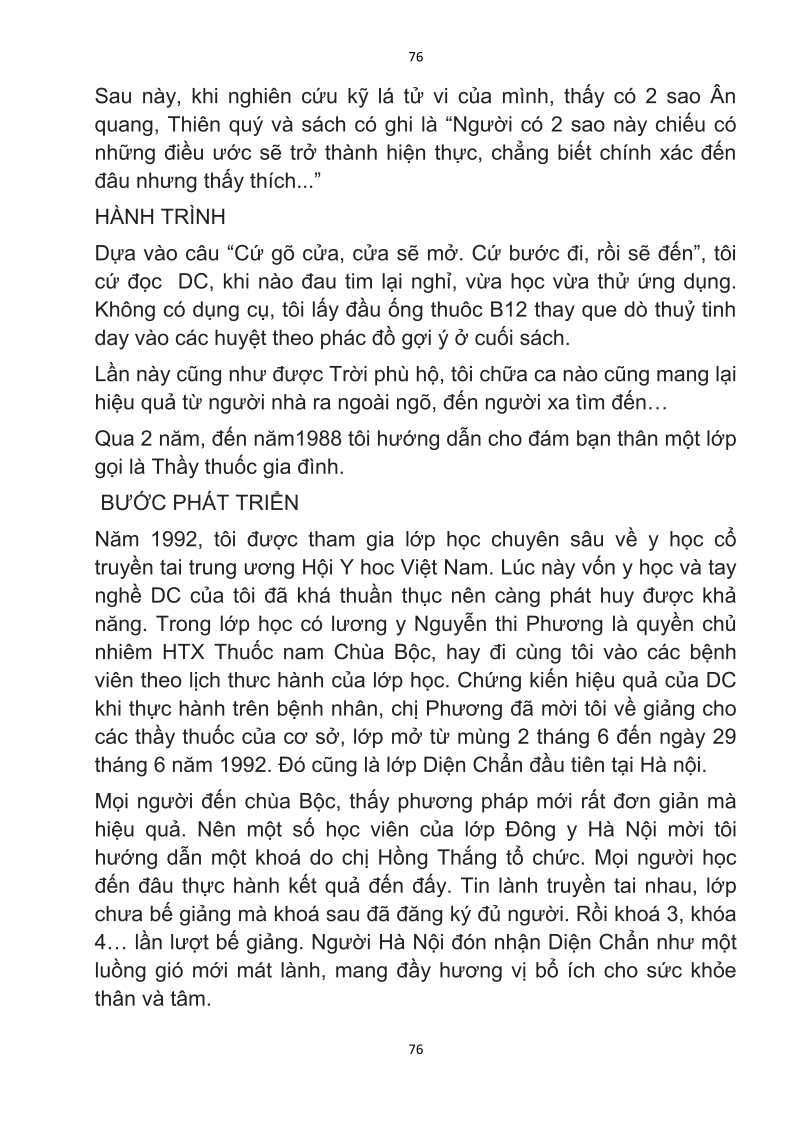 76
Sau này, khi nghiên cứu kỹ lá tử vi của mình, thấy có 2 sao Ân
quang, Thiên quý và sách có ghi là “Người có 2 sao này chiếu có
những điều ước sẽ trở thành hiện thực, chẳng biết chính xác đến
đâu nhưng thấy thích...”
HÀNH TRÌNH
Dựa vào câu “Cứ gõ cửa, cửa sẽ mở. Cứ bước đi, rồi sẽ đến”, tôi
cứ đọc  DC, khi nào đau tim lại nghỉ, vừa học vừa thử ứng dụng.
Không có dụng cụ, tôi lấy đầu ống thuôc B12 thay que dò thuỷ tinh
day vào các huyệt theo phác đồ gợi ý ở cuối sách.
Lần này cũng như được Trời phù hộ, tôi chữa ca nào cũng mang lại
hiệu quả từ người nhà ra ngoài ngõ, đến người xa tìm đến…
Qua 2 năm, đến năm1988 tôi hướng dẫn cho đám bạn thân một lớp
gọi là Thầy thuốc gia đình.
BƯỚC PHÁT TRIỂN
Năm 1992, tôi được tham gia lớp học chuyên sâu về y học cổ
truyền tai trung ương Hội Y hoc Việt Nam. Lúc này vốn y học và tay
nghề DC của tôi đã khá thuần thục nên càng phát huy được khả
năng. Trong lớp học có lương y Nguyễn thi Phương là quyền chủ
nhiêm HTX Thuốc nam Chùa Bộc, hay đi cùng tôi vào các bệnh
viên theo lịch thưc hành của lớp học. Chứng kiến hiệu quả của DC
khi thực hành trên bệnh nhân, chị Phương đã mời tôi về giảng cho
các thầy thuốc của cơ sở, lớp mở từ mùng 2 tháng 6 đến ngày 29
tháng 6 năm 1992. Đó cũng là lớp Diện Chẩn đầu tiên tại Hà nội.
Mọi người đến chùa Bộc, thấy phương pháp mới rất đơn giản mà
hiệu quả. Nên một số học viên của lớp Đông y Hà Nội mời tôi
hướng dẫn một khoá do chị Hồng Thắng tổ chức. Mọi người học
đến đâu thực hành kết quả đến đấy. Tin lành truyền tai nhau, lớp
chưa bế giảng mà khoá sau đã đăng ký đủ người. Rồi khoá 3, khóa
4… lần lượt bế giảng. Người Hà Nội đón nhận Diện Chẩn như một
luồng gió mới mát lành, mang đầy hương vị bổ ích cho sức khỏe
thân và tâm.
76